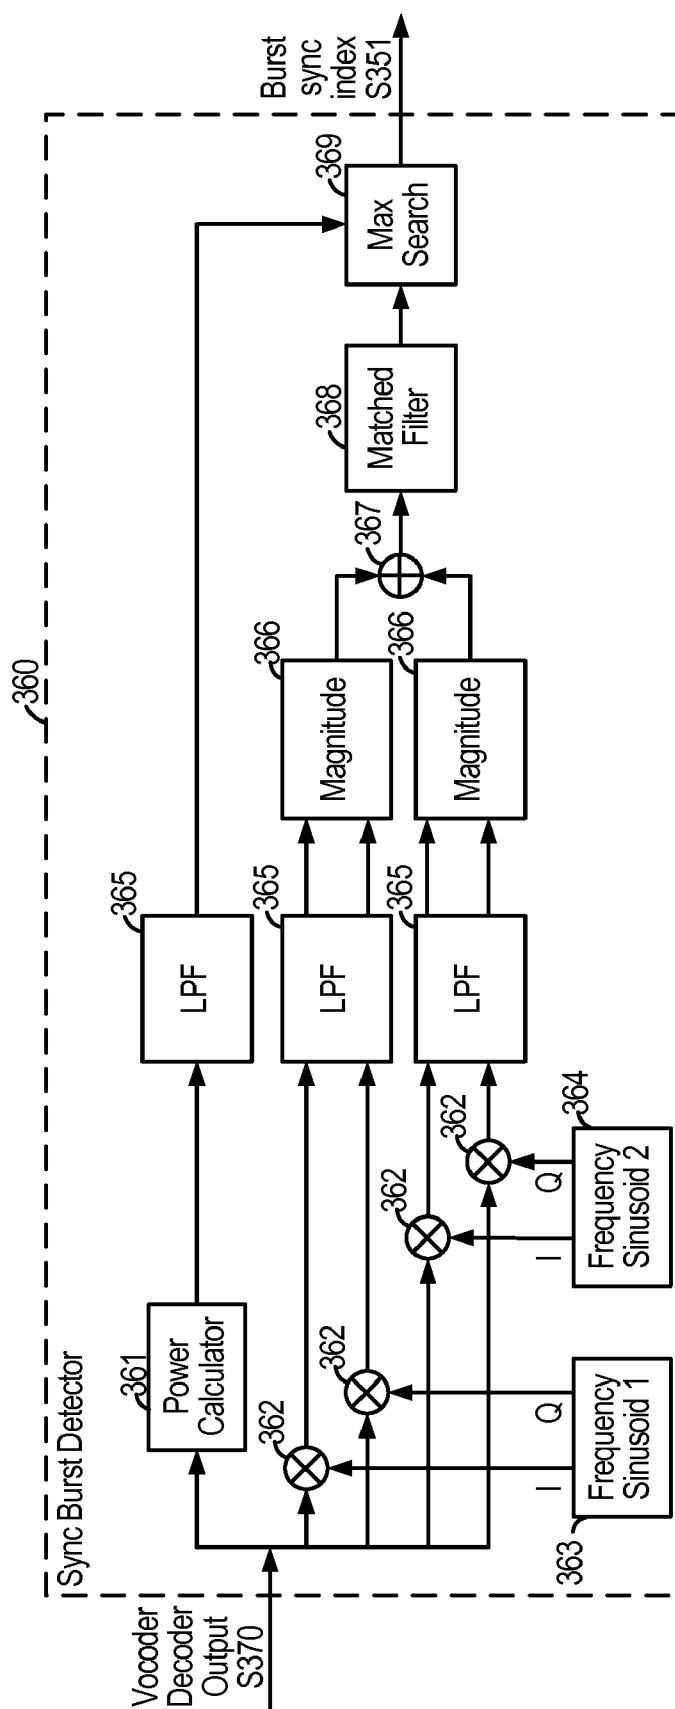 360
Sync Burst Detector
Vocoder
Decoder
Output
S370
361
Power
Calculator
365
LPF
362
362
365
LPF
366
Magnitude
362
362
365
LPF
366
Magnitude
367
368
Matched
Filter
369
Max
Search
Burst
sync
index
S351
I
Q
363
Frequency
Sinusoid 1
I
Q
364
Frequency
Sinusoid 2